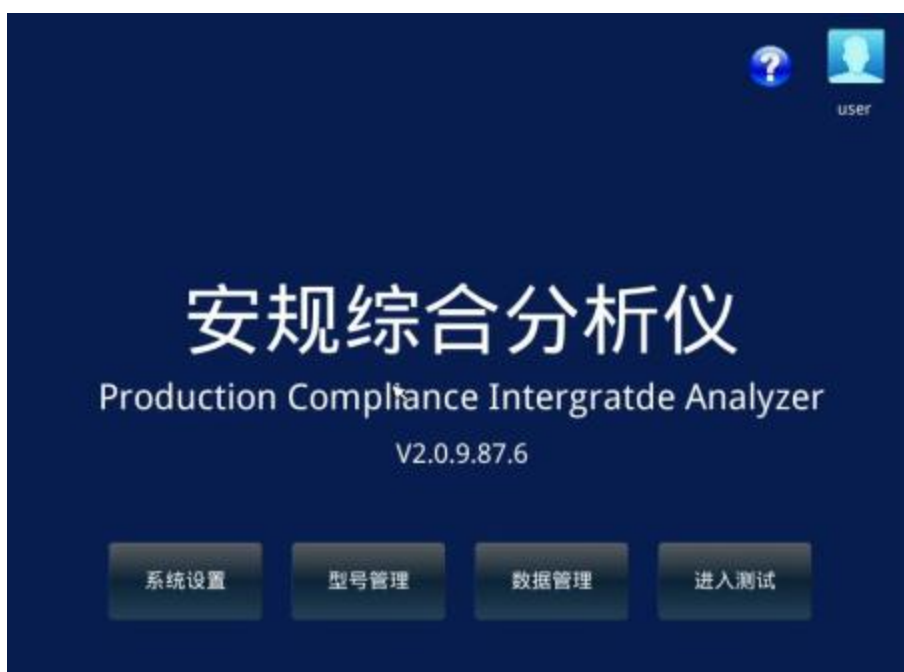 ?
user
安规综合分析仪
Production Compliance Intergratde Analyzer
V2.0.9.87.6
系统设置 型号管理 数据管理 进入测试